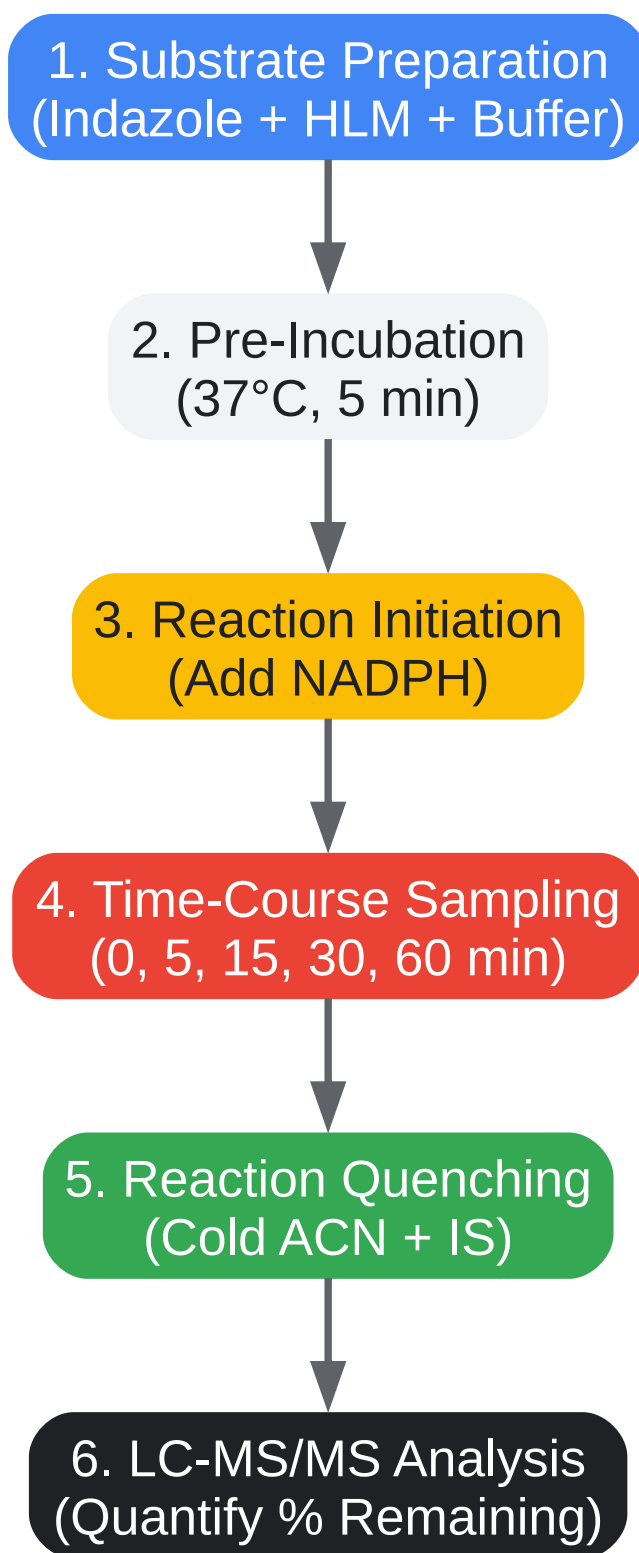 1. Substrate Preparation
(Indazole + HLM + Buffer)
2. Pre-Incubation
(37°C, 5 min)
3. Reaction Initiation
(Add NADPH)
4. Time-Course Sampling
(0, 5, 15, 30, 60 min)
5. Reaction Quenching
(Cold ACN + IS)
6. LC-MS/MS Analysis
(Quantify % Remaining)